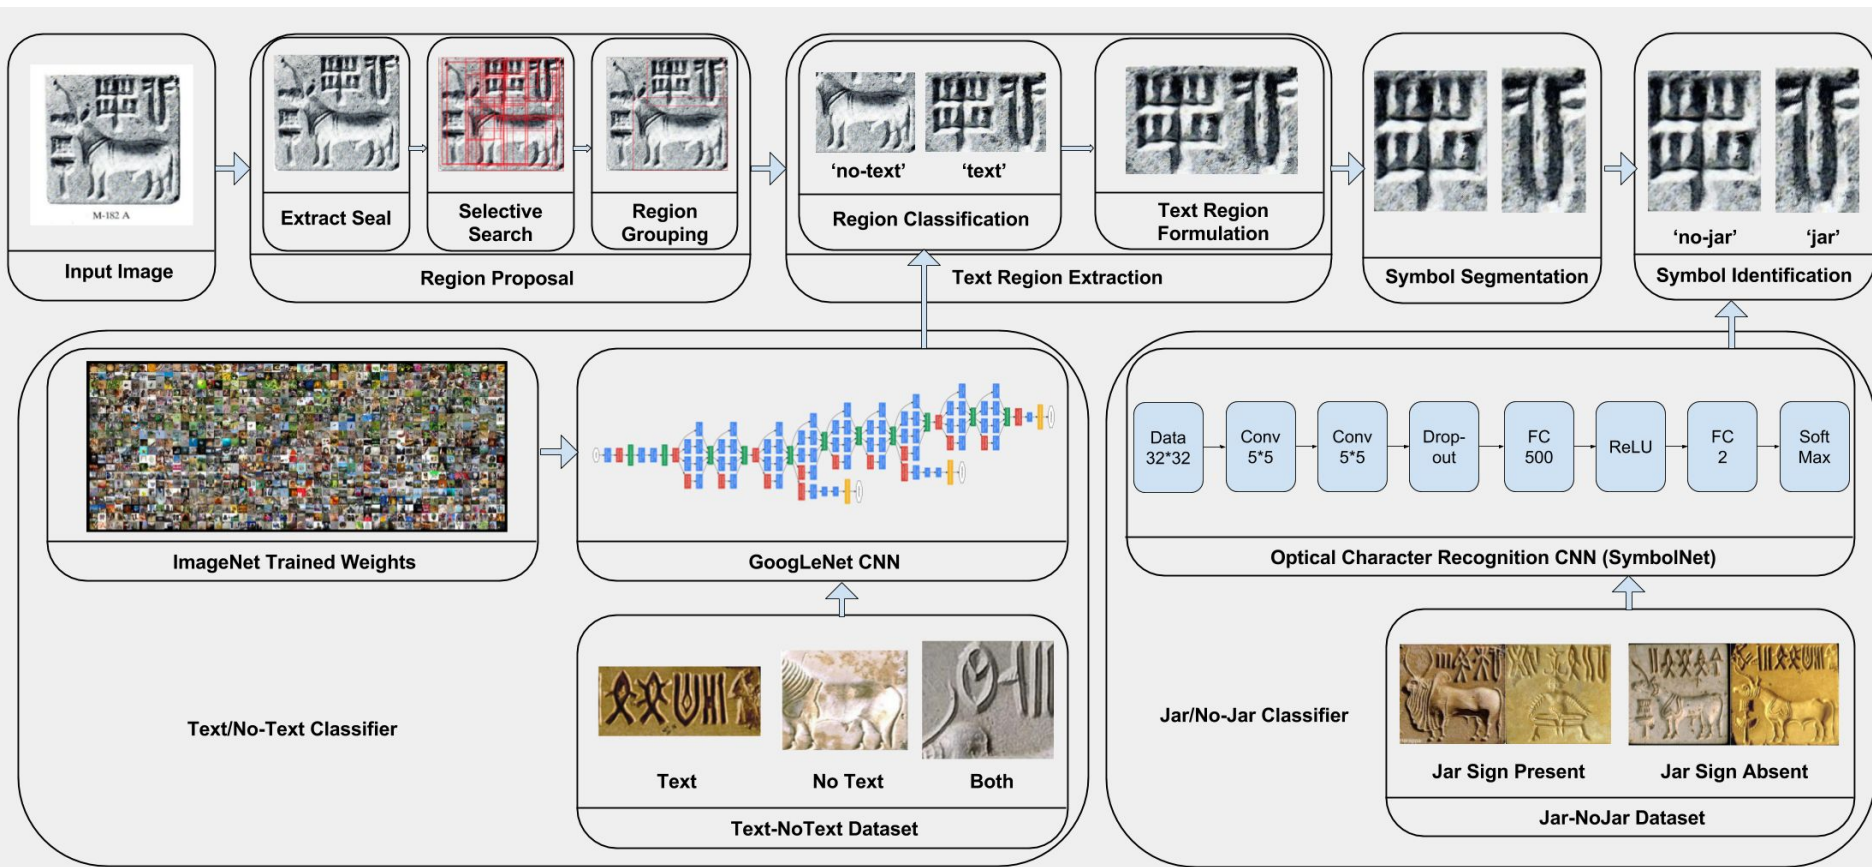 M-182 A
Input Image
Extract Seal
Selective
Search
Region
Grouping
Region Proposal
'no-text'
'text'
Region Classification
Text Region
Formulation
Text Region Extraction
Symbol Segmentation
'no-jar'
'jar'
Symbol Identification
ImageNet Trained Weights
GoogLeNet CNN
Text/No-Text Classifier
Text
No Text
Both
Text-NoText Dataset
Data
32*32
Conv
5*5
Conv
5*5
Drop-
out
FC
500
ReLU
FC
2
Soft
Max
Optical Character Recognition CNN (SymbolNet)
Jar/No-Jar Classifier
Jar Sign Present
Jar Sign Absent
Jar-NoJar Dataset